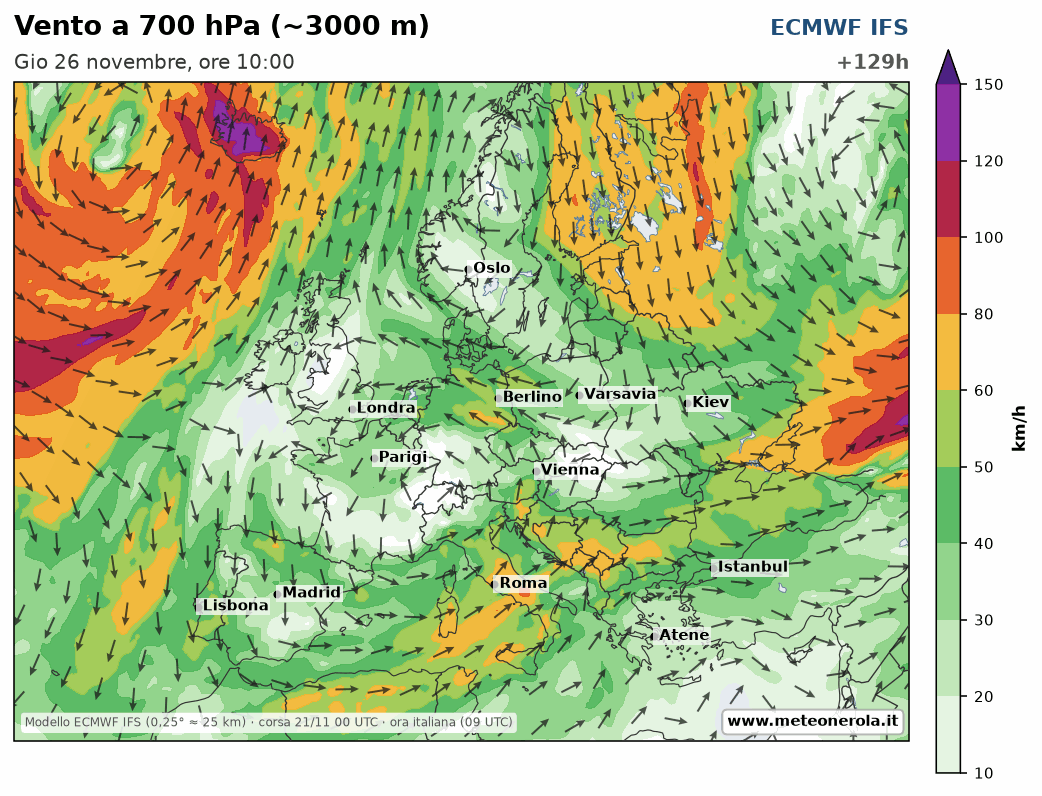 Vento a 700 hPa (~3000 m)
ECMWF IFS
Gio 26 novembre, ore 10:00
+129h
150
120
100
80
60
50
40
30
20
10
km/h
Oslo
Berlino
Varsavia
Kiev
Londra
Parigi
Vienna
Istanbul
Roma
Madrid
Lisbona
Atene
Modello ECMWF IFS (0,25° ≈ 25 km) · corsa 21/11 00 UTC · ora italiana (09 UTC)
www.meteonerola.it